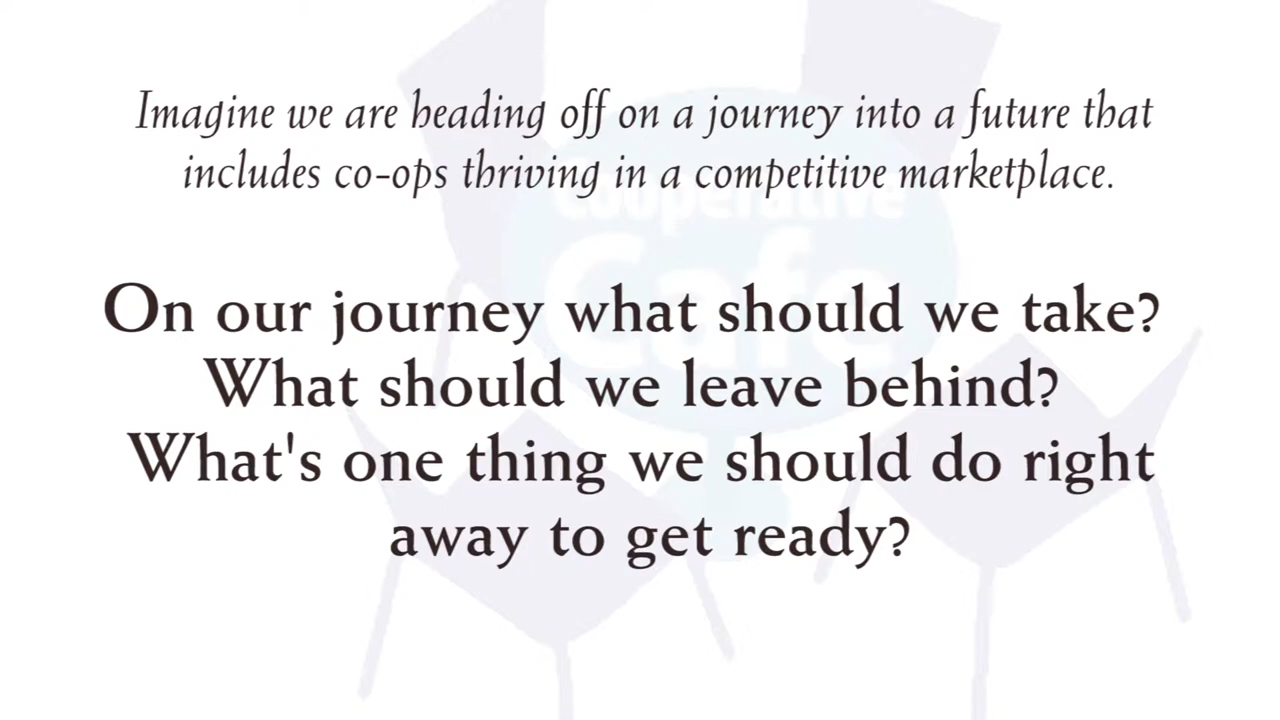 Imagine we are heading off on a journey into a future that
includes co-ops thriving in a competitive marketplace.
Cooperative
Cafe
On our journey what should we take?
What should we leave behind?
What's one thing we should do right
away to get ready?